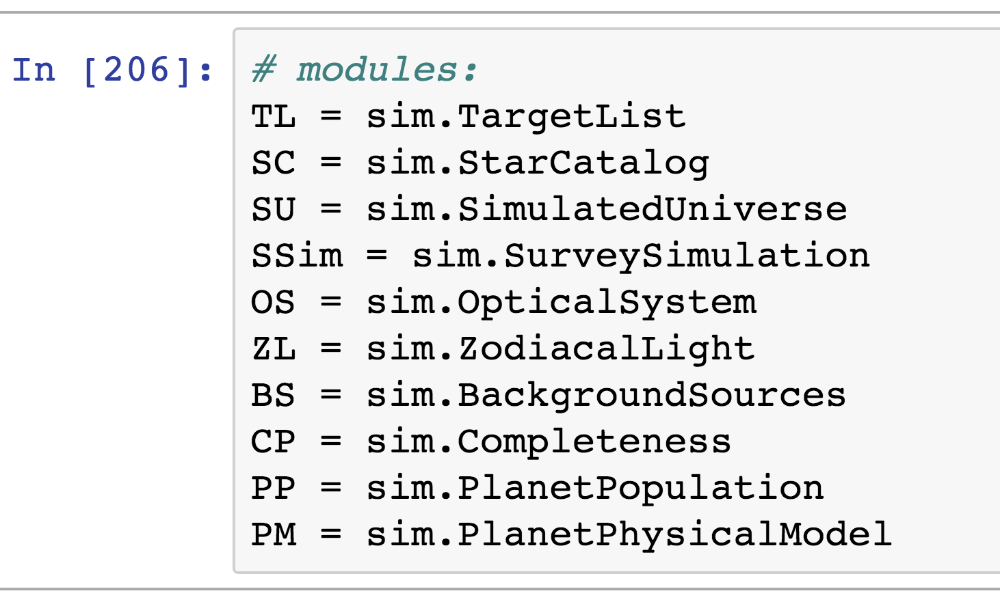 In [206]: # modules:
TL = sim.TargetList
SC = sim.StarCatalog
SU = sim.SimulatedUniverse
SSim = sim.SurveySimulation
OS = sim.OpticalSystem
ZL = sim.ZodiacalLight
BS = sim.BackgroundSources
CP = sim.Completeness
PP = sim.PlanetPopulation
PM = sim.PlanetPhysicalModel